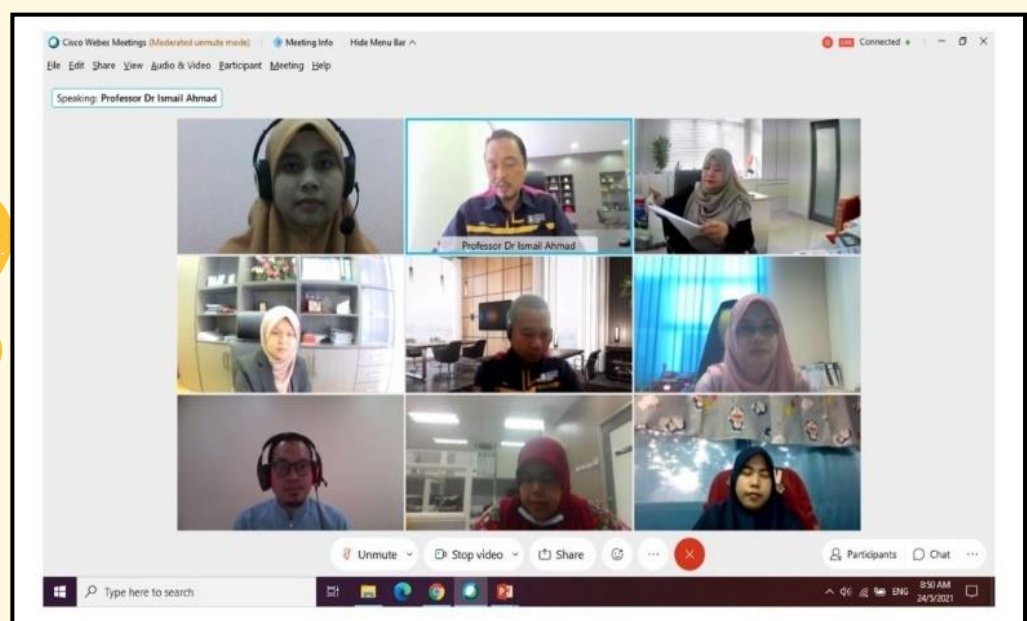 Cisco Webex Meetings (Moderated unmute mode) Meeting Info Hide Menu Bar Connected
File Edit Share View Audio & Video Participant Meeting Help
Speaking: Professor Dr Ismail Ahmad
Professor Dr Ismail Ahmad
Unmute Stop video Share Participants Chat
Type here to search ENG 8:50 AM
24/5/2021